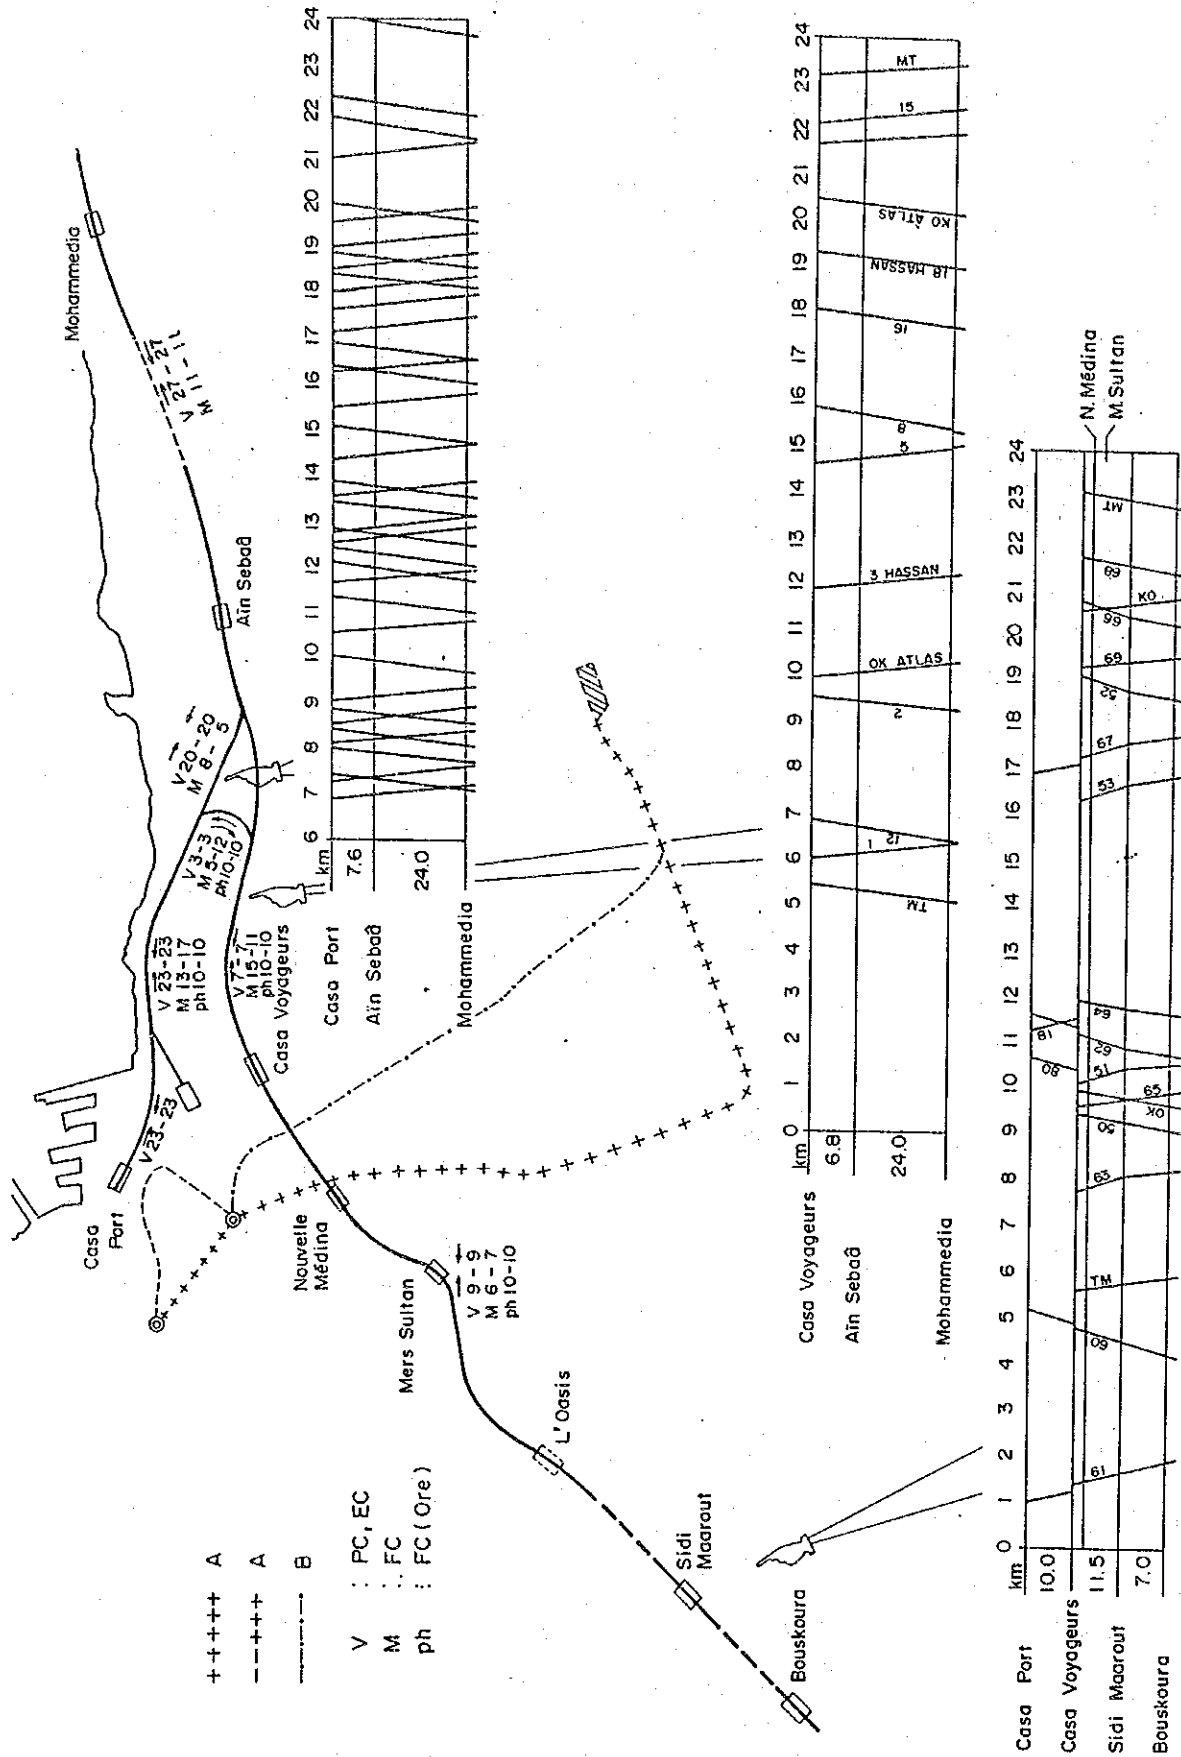 Mohammedia
V 27-27
M 11-11
Aïn Sebaâ
V 20-20
M 8-5
V 3-3
M 5-12
ph 10-10
V 23-23
M 13-17
ph 10-10
V 7-7
M 15-11
ph 10-10
Casa Voyageurs
V 23-23
Casa
Port
Nouvelle
Médina
Mers Sultan
V 9-9
M 6-7
ph 10-10
L'Oasis
Sidi
Maarout
Bouskoura
+++++ A
--+++ A
B
V : PC, EC
M : FC
ph : FC (Ore)
6 7 8 9 10 11 12 13 14 15 16 17 18 19 20 21 22 23 24
km
7.6
24.0
Casa Port
Aïn Sebaâ
Mohammedia
0 1 2 3 4 5 6 7 8 9 10 11 12 13 14 15 16 17 18 19 20 21 22 23 24
km
6.8
24.0
Casa Voyageurs
Aïn Sebaâ
Mohammedia
TM
1
12
2
OK ATLAS
3 HASSAN
5
8
16
18 HASSAN
KO ATLAS
15
MT
0 1 2 3 4 5 6 7 8 9 10 11 12 13 14 15 16 17 18 19 20 21 22 23 24
N. Médina
M. Sultan
km
10.0
11.5
7.0
Casa Port
Casa Voyageurs
Sidi Maarout
Bouskoura
61
60
TM
63
50
OK
65
51
62
64
80
81
53
67
52
69
66
KO
68
MT